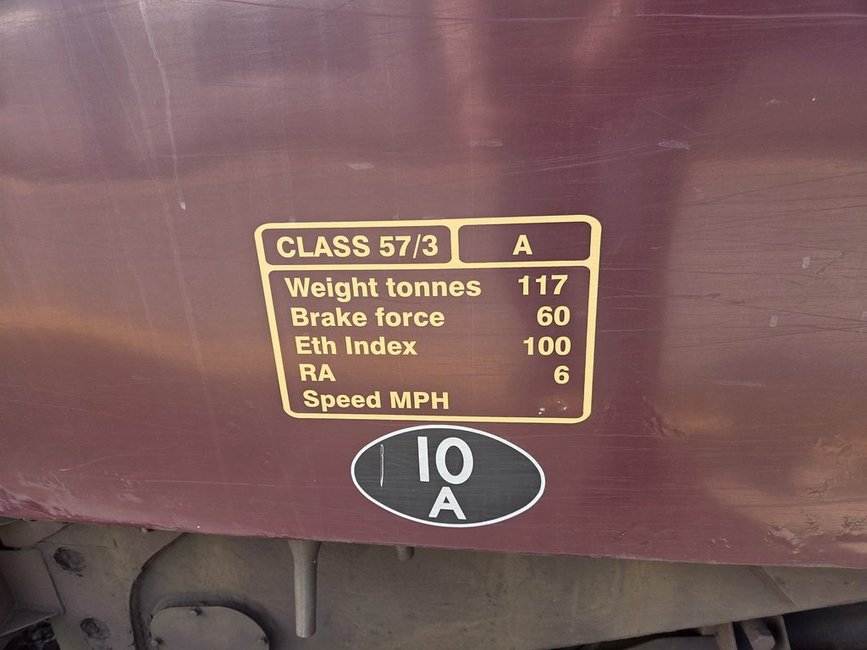 CLASS 57/3 A
Weight tonnes 117
Brake force 60
Eth Index 100
RA 6
Speed MPH
10
A